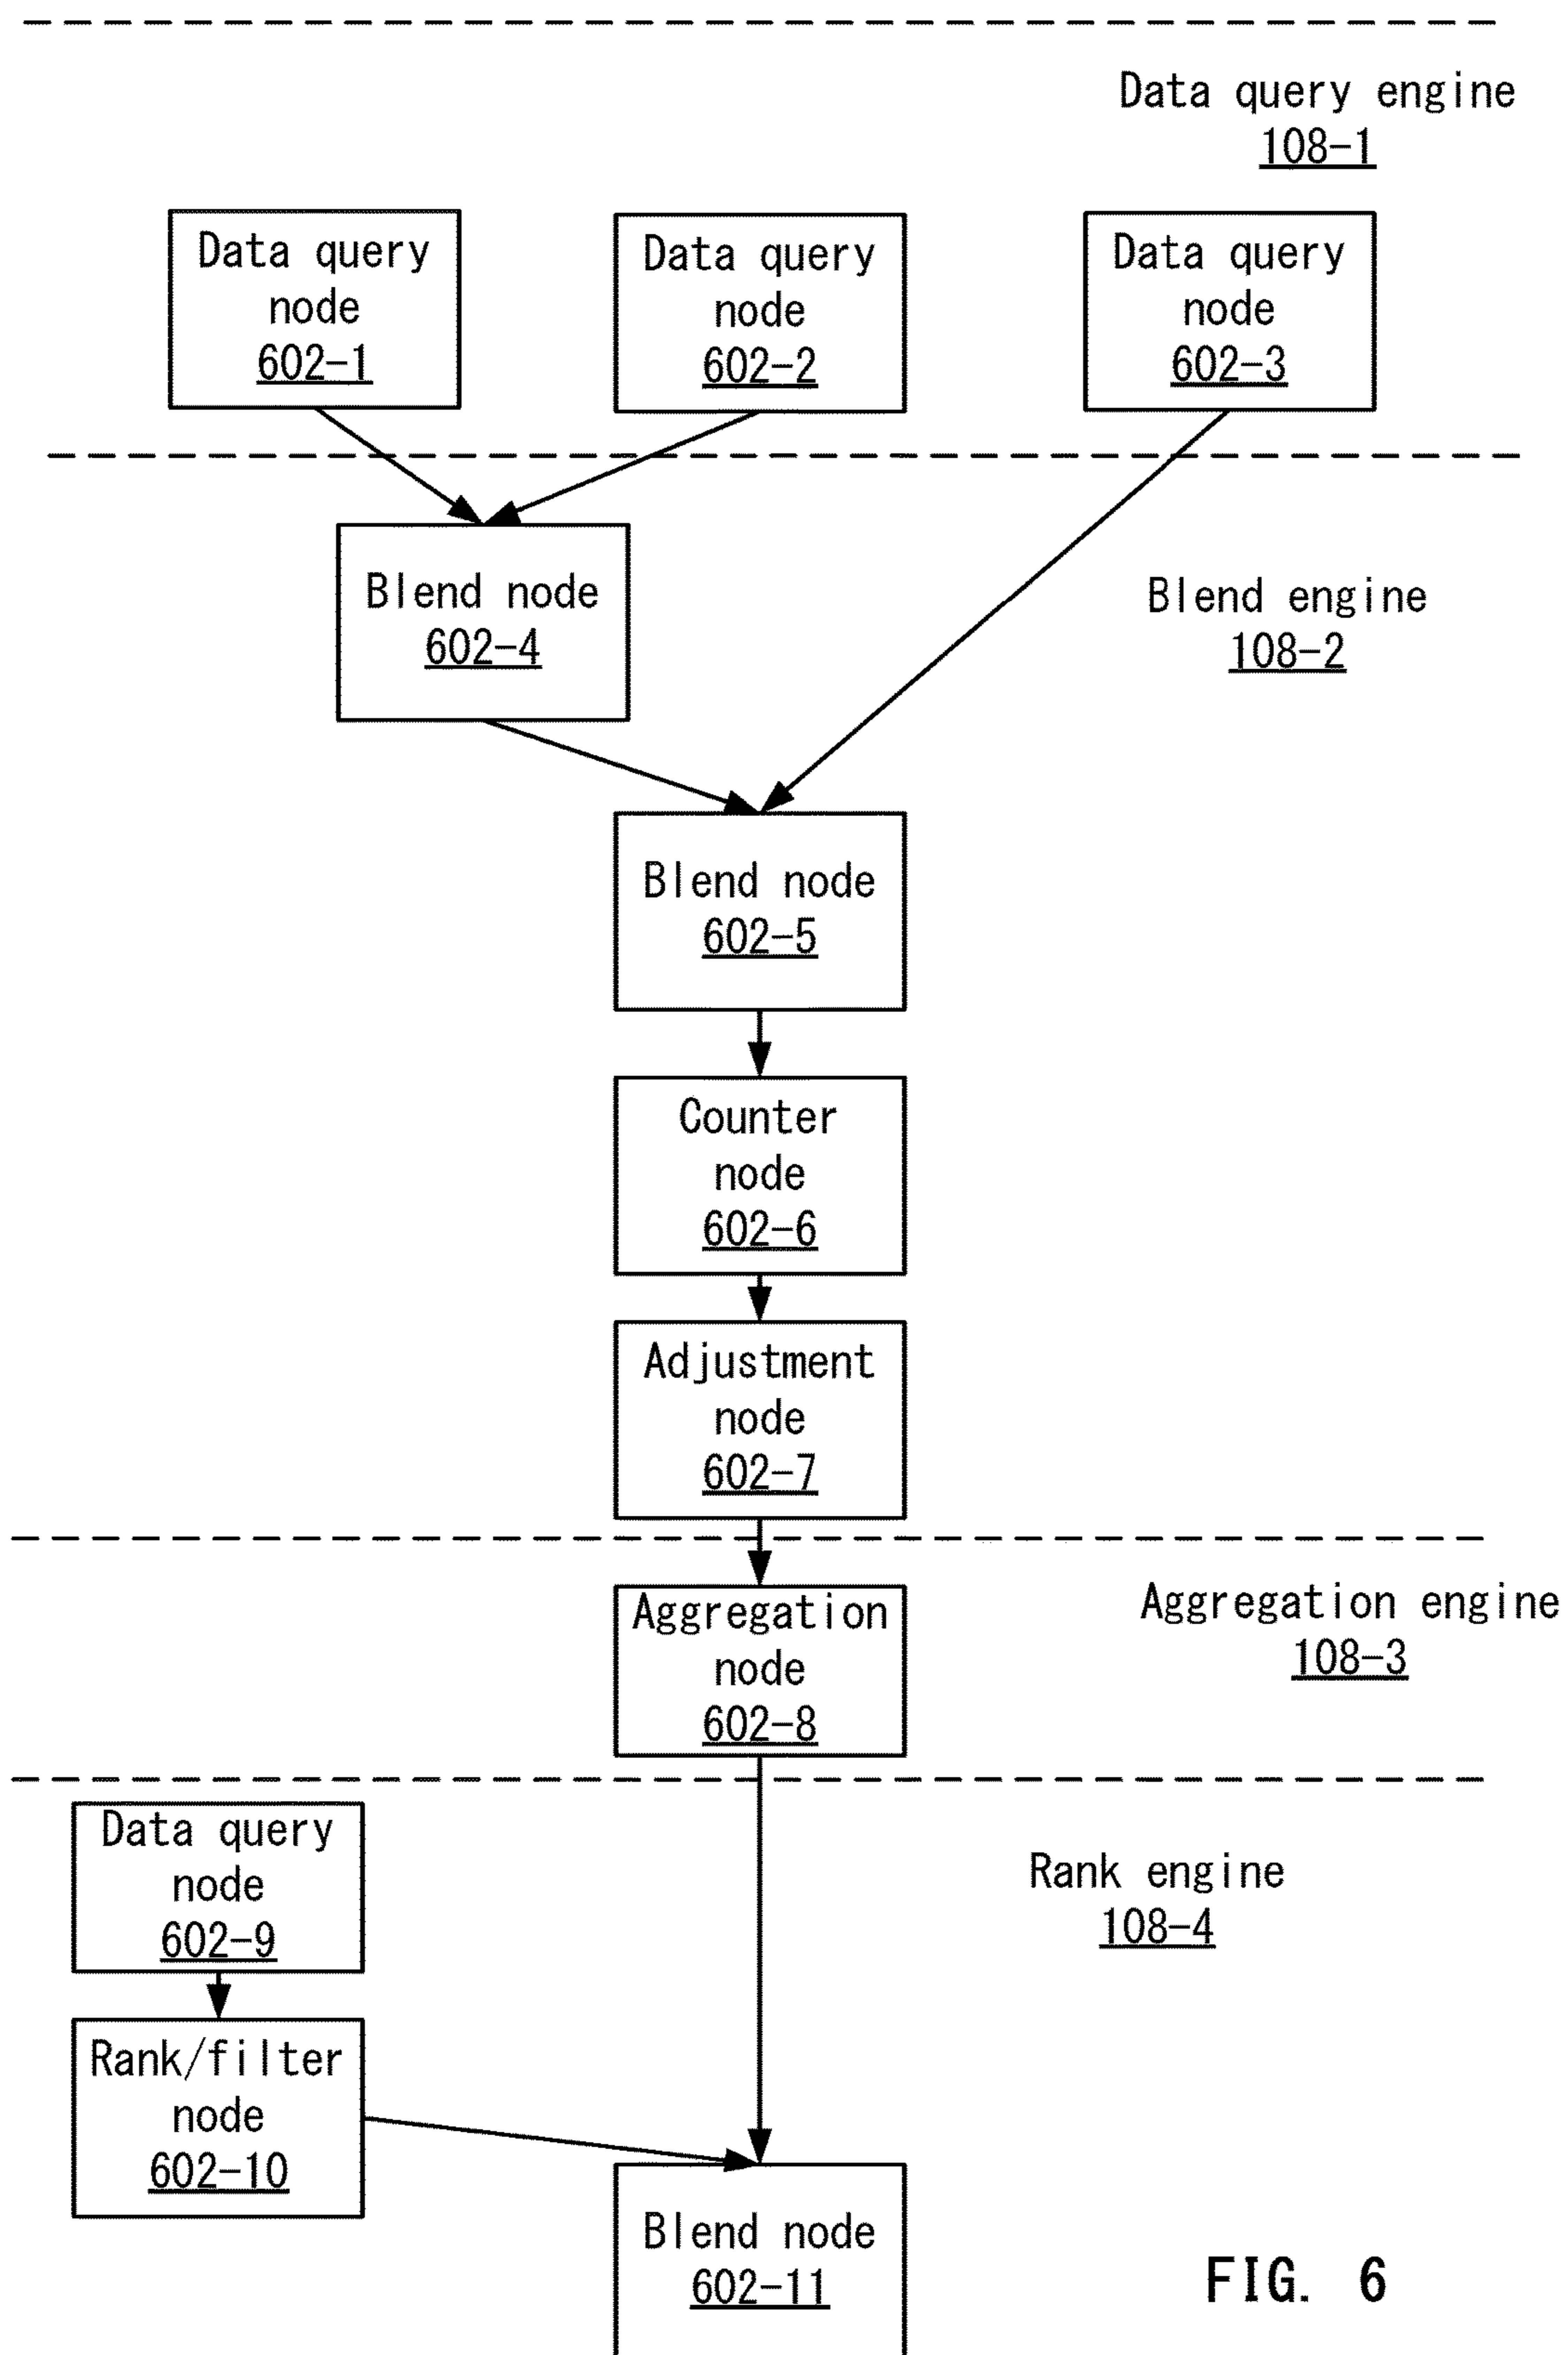 Data query engine
108-1
Data query
node
602-1
Data query
node
602-2
Data query
node
602-3
Blend node
602-4
Blend engine
108-2
Blend node
602-5
Counter
node
602-6
Adjustment
node
602-7
Aggregation
node
602-8
Aggregation engine
108-3
Data query
node
602-9
Rank engine
108-4
Rank/filter
node
602-10
Blend node
602-11
FIG. 6